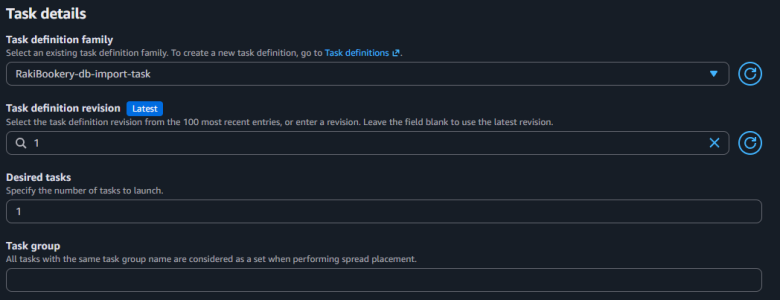 Task details
Task definition family
Select an existing task definition family. To create a new task definition, go to Task definitions.
RakiBookery-db-import-task
Task definition revision Latest
Select the task definition revision from the 100 most recent entries, or enter a revision. Leave the field blank to use the latest revision.
1
Desired tasks
Specify the number of tasks to launch.
1
Task group
All tasks with the same task group name are considered as a set when performing spread placement.